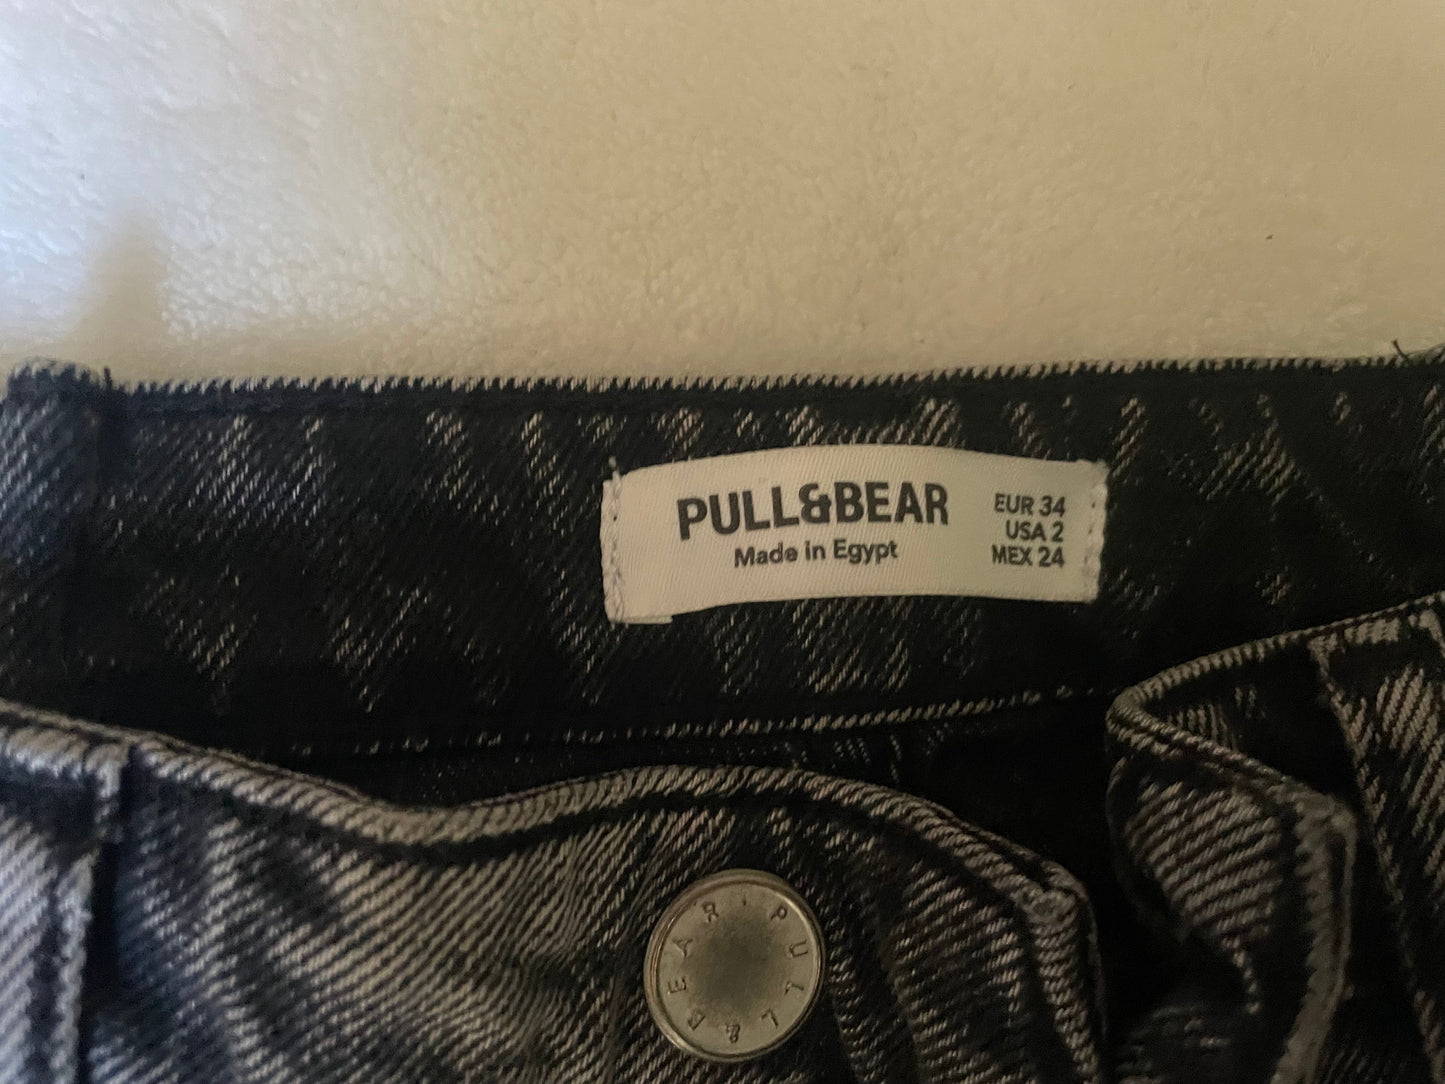 PULL&BEAR
Made in Egypt
EUR 34
USA 2
MEX 24
PULL&BEAR